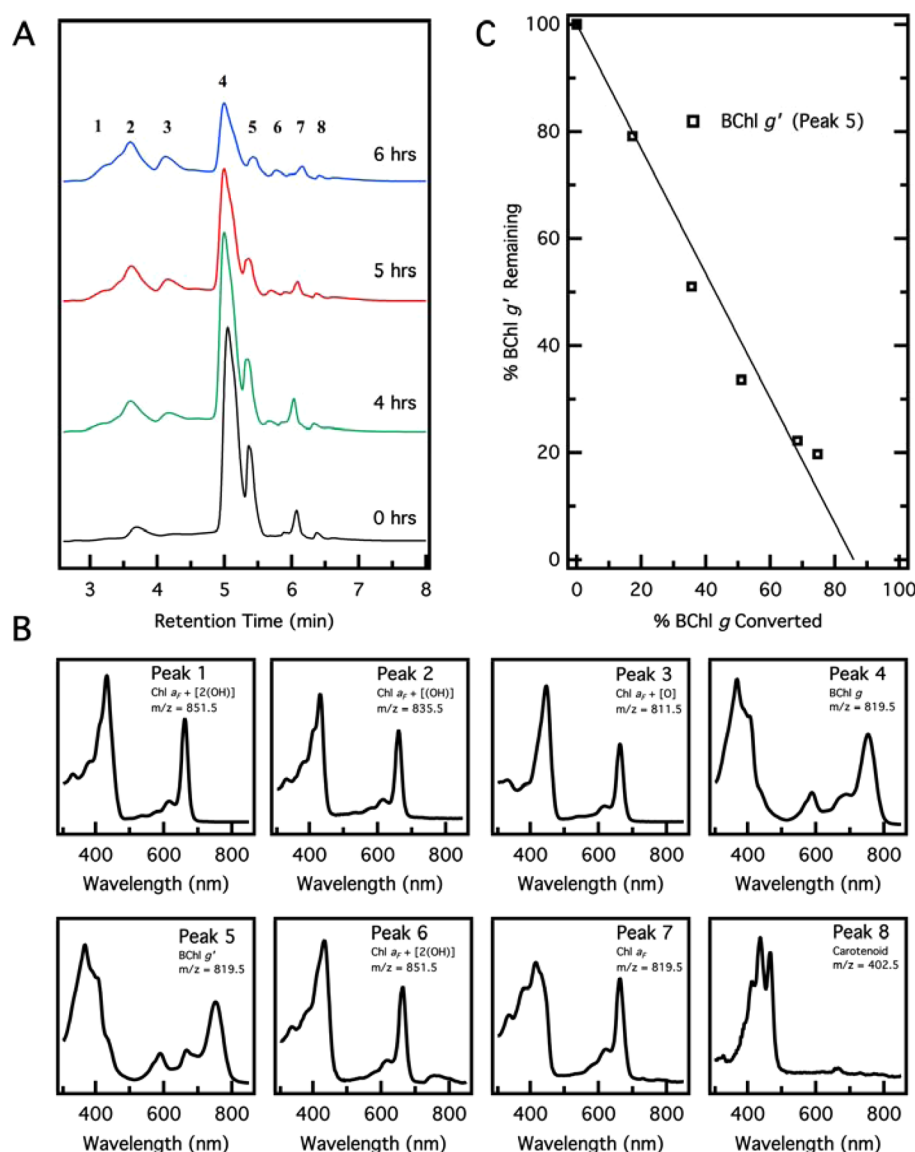 A
1
2
3
4
5
6
7
8
6 hrs
5 hrs
4 hrs
0 hrs
3
4
5
6
7
8
Retention Time (min)
C
100
80
60
40
20
0
% BChl g' Remaining
BChl g' (Peak 5)
0
20
40
60
80
100
% BChl g Converted
B
Peak 1
Chl aF + [2(OH)]
m/z = 851.5
400 600 800
Wavelength (nm)
Peak 2
Chl aF + [(OH)]
m/z = 835.5
400 600 800
Wavelength (nm)
Peak 3
Chl aF + [O]
m/z = 811.5
400 600 800
Wavelength (nm)
Peak 4
BChl g
m/z = 819.5
400 600 800
Wavelength (nm)
Peak 5
BChl g'
m/z = 819.5
400 600 800
Wavelength (nm)
Peak 6
Chl aF + [2(OH)]
m/z = 851.5
400 600 800
Wavelength (nm)
Peak 7
Chl aF
m/z = 819.5
400 600 800
Wavelength (nm)
Peak 8
Carotenoid
m/z = 402.5
400 600 800
Wavelength (nm)